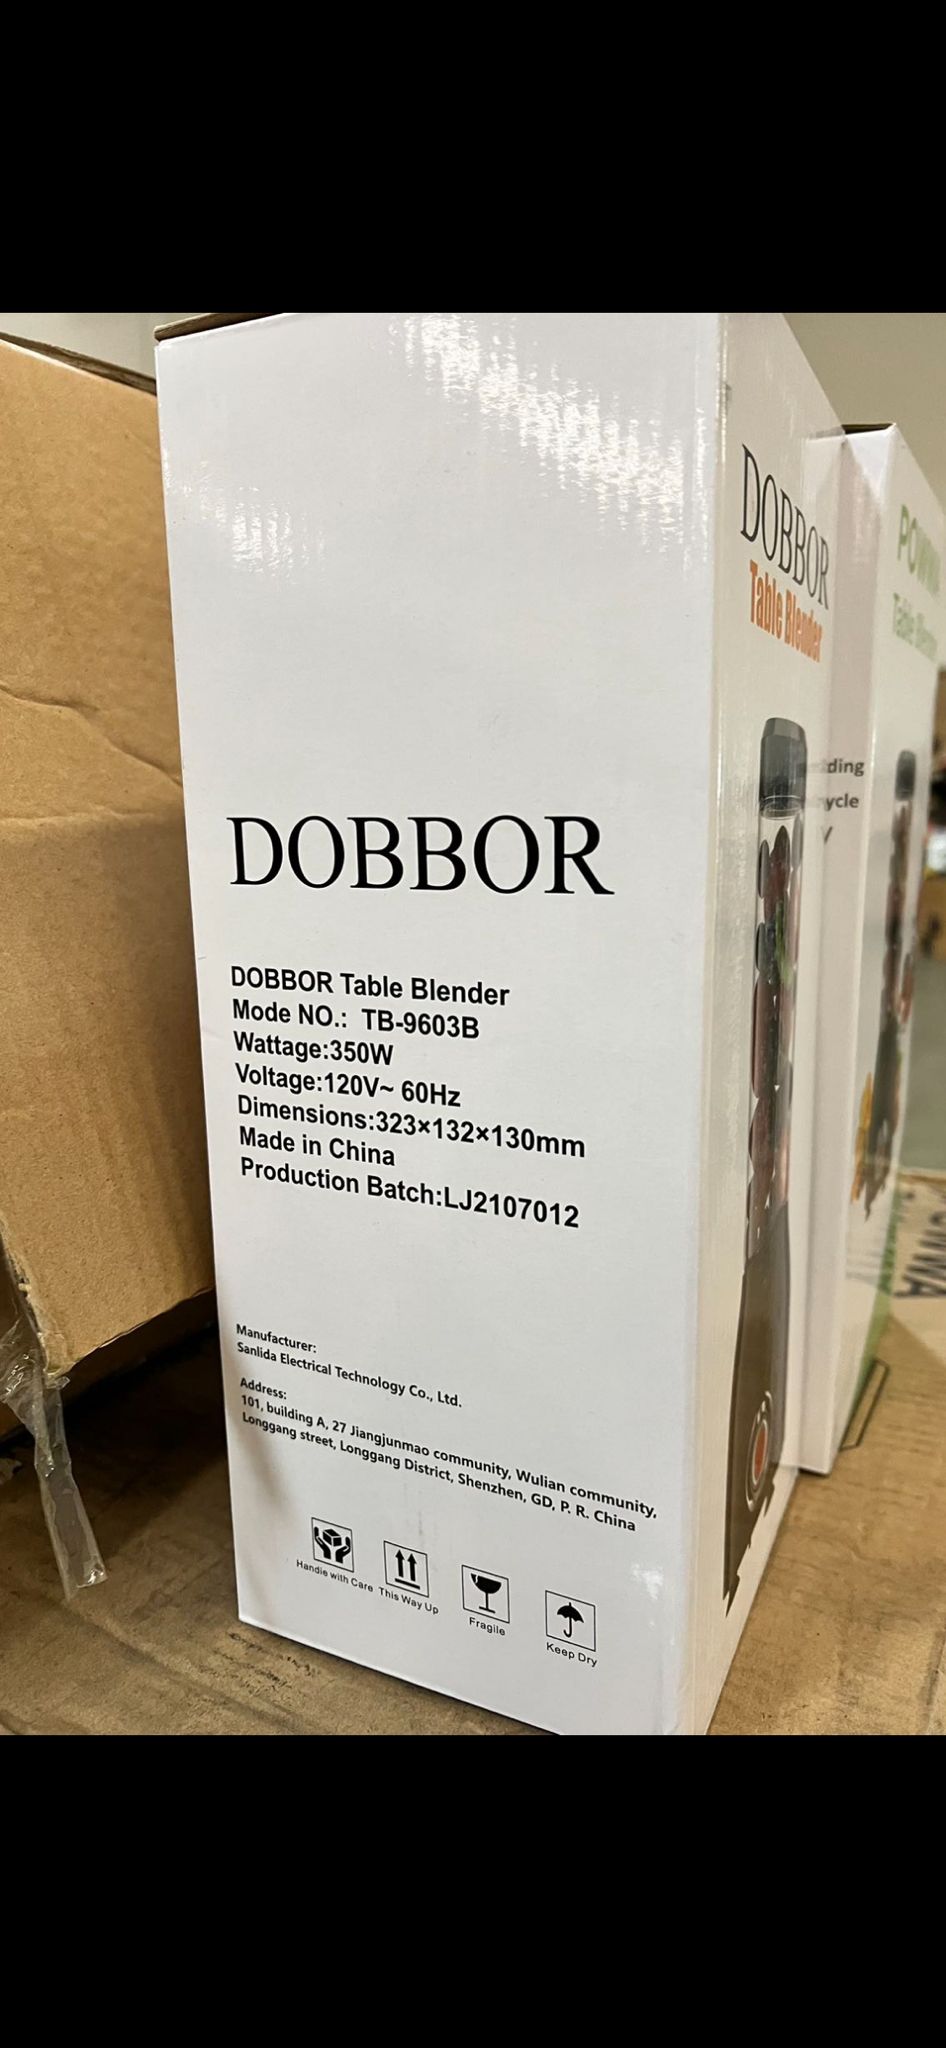 DOBBOR
DOBBOR Table Blender
Mode NO.: TB-9603B
Wattage:350W
Voltage:120V~ 60Hz
Dimensions:323×132×130mm
Made in China
Production Batch:LJ2107012
Manufacturer:
Sanlida Electrical Technology Co., Ltd.
Address:
101, building A, 27 Jiangjunmao community, Wulian community,
Longgang street, Longgang District, Shenzhen, GD, P. R. China
Handle with Care
This Way Up
Fragile
Keep Dry
DOBBOR
Table Blender